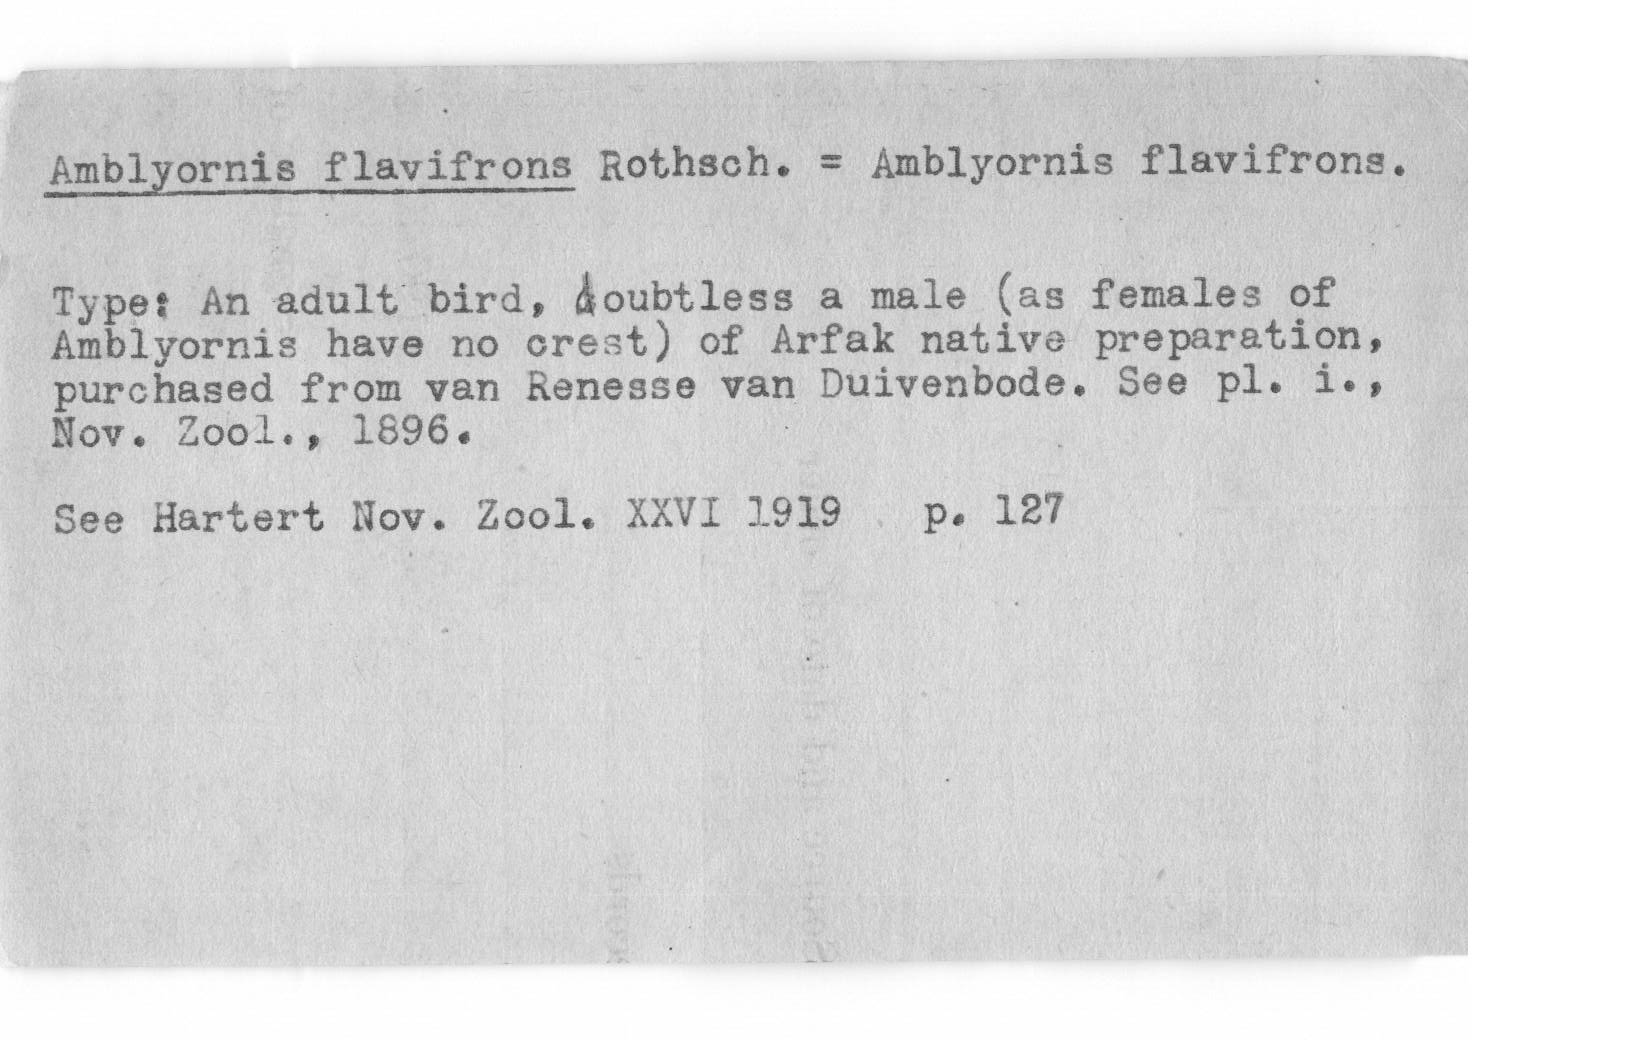 Amblyornis flavifrons Rothsch. = Amblyornis flavifrons.
Type: An adult bird, doubtless a male (as females of
Amblyornis have no crest) of Arfak native preparation,
purchased from van Renesse van Duivenbode. See pl. i.,
Nov. Zool., 1896.
See Hartert Nov. Zool. XXVI 1919 p. 127